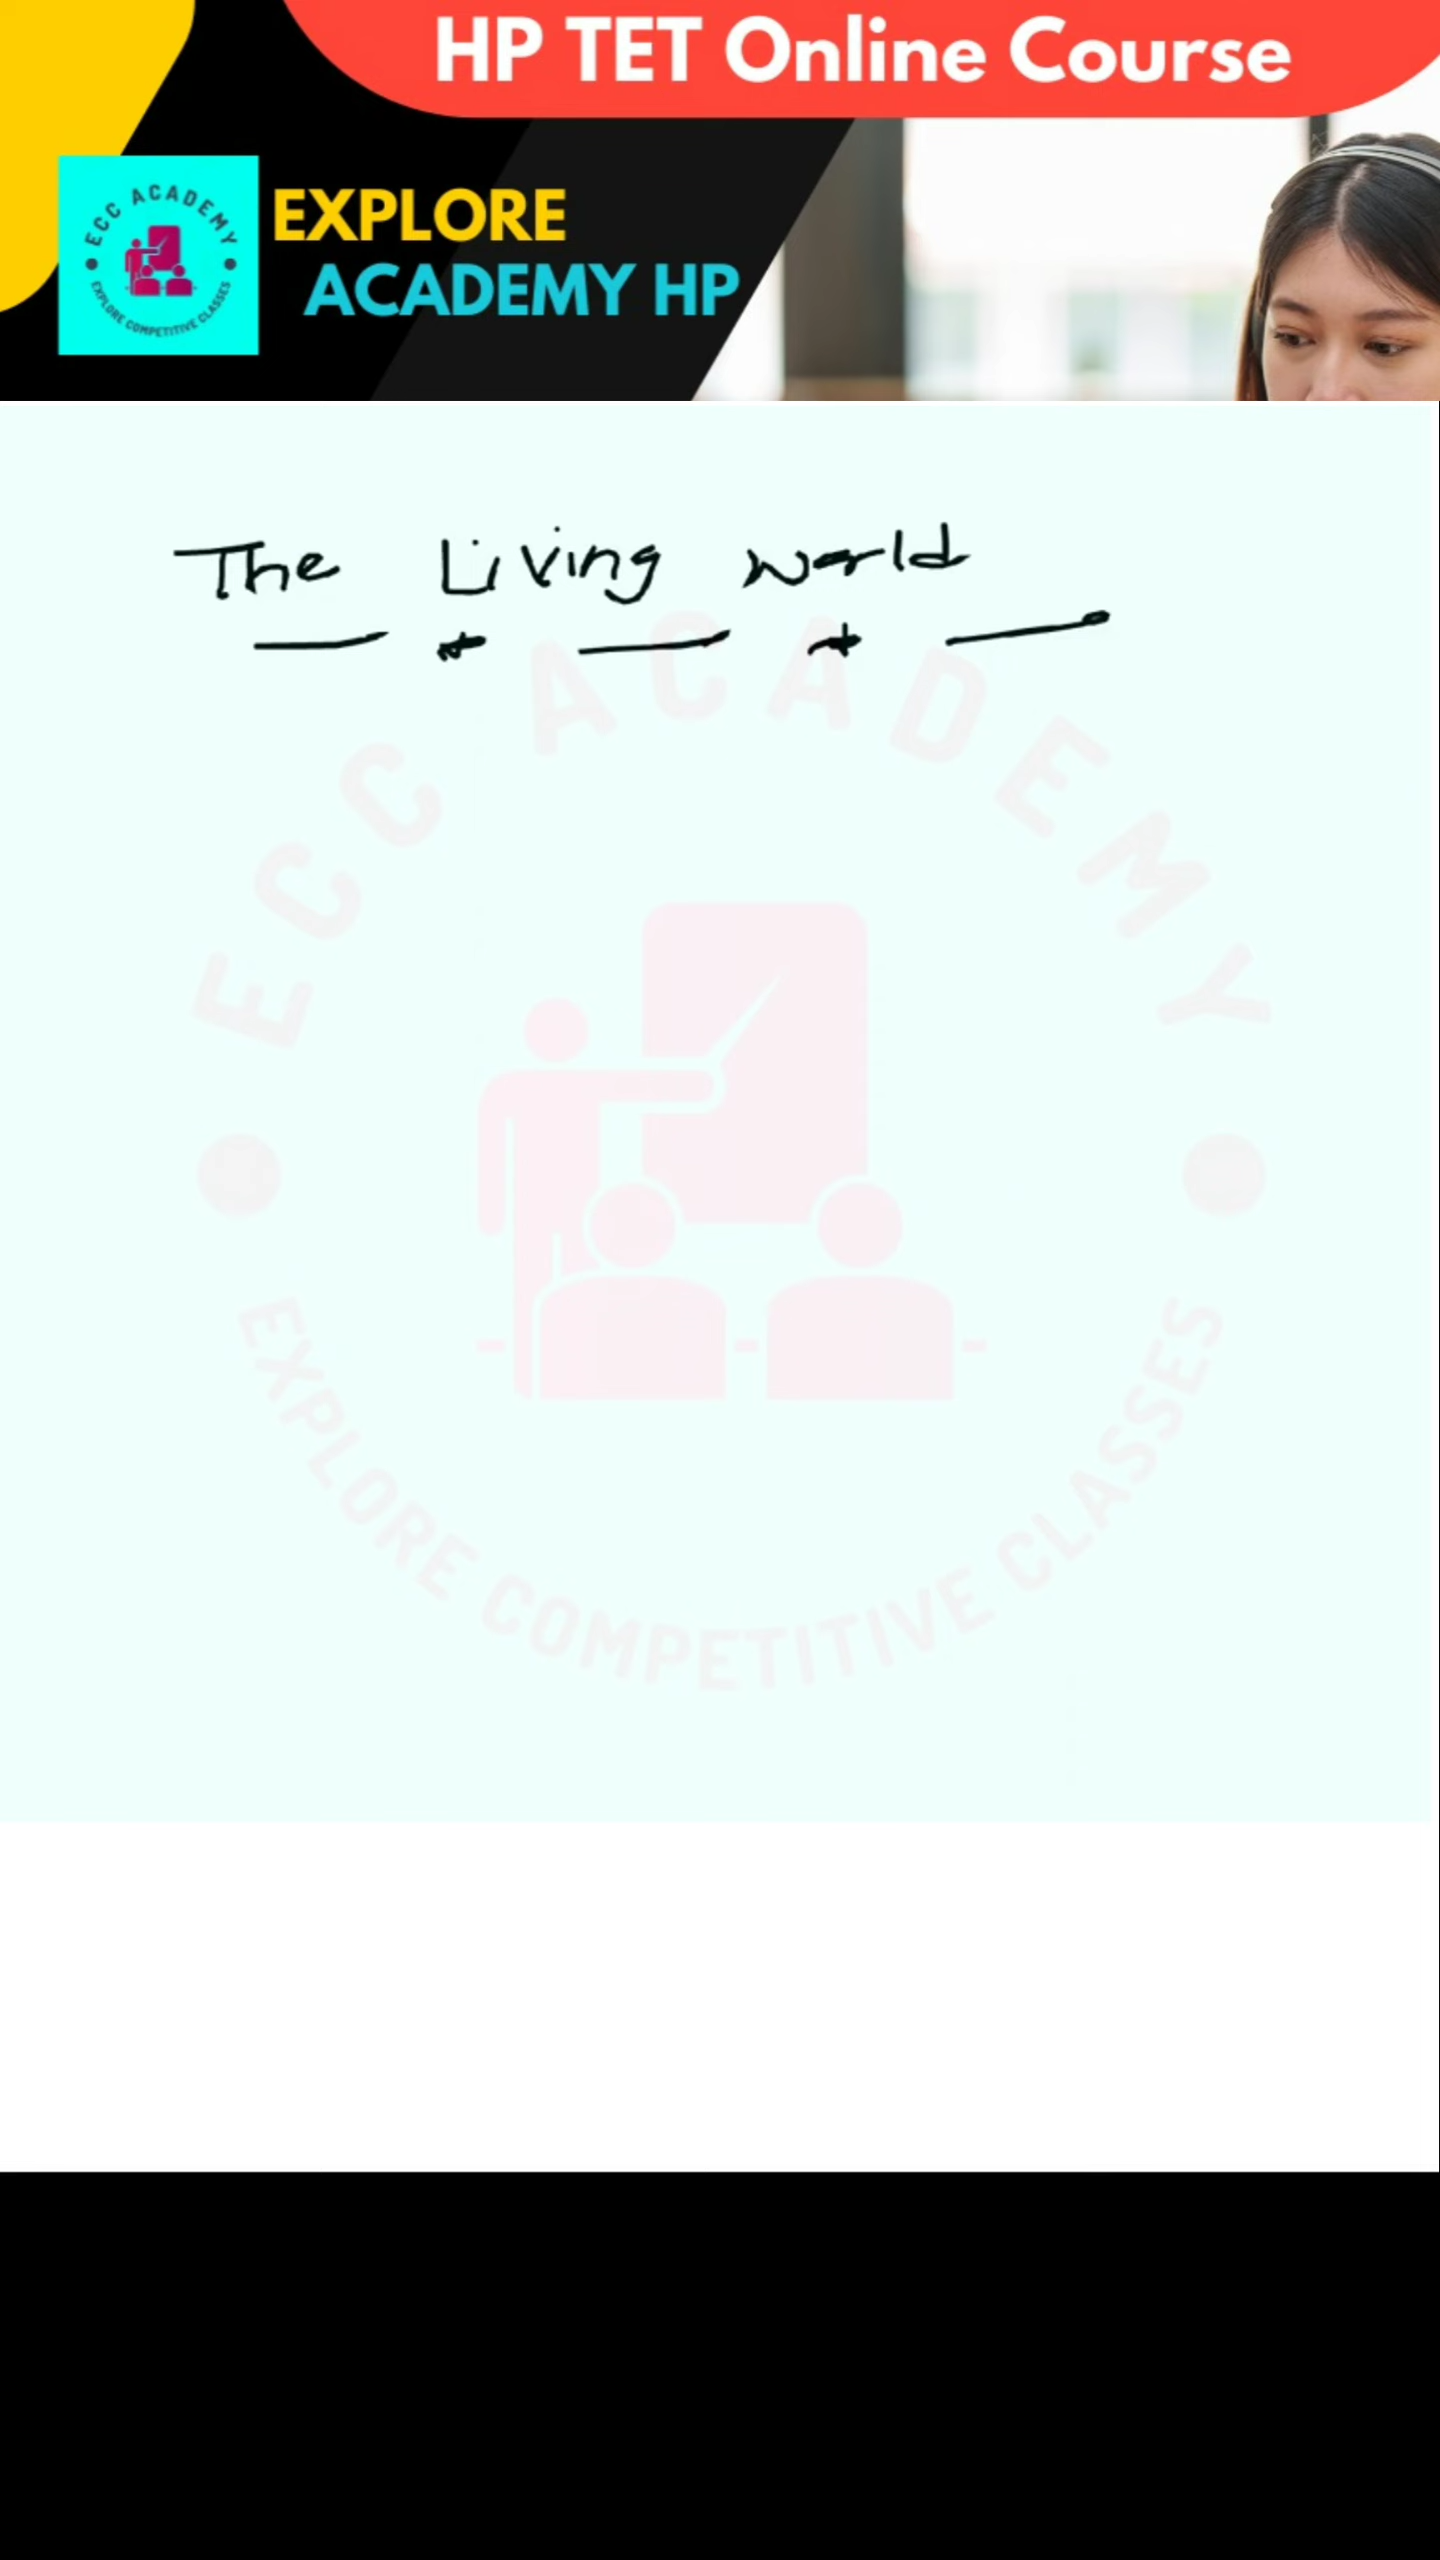 HP TET Online Course
ECC ACADEMY
EXPLORE COMPETITIVE CLASSES
EXPLORE
ACADEMY HP
The Living world
ECC ACADEMY
EXPLORE COMPETITIVE CLASSES